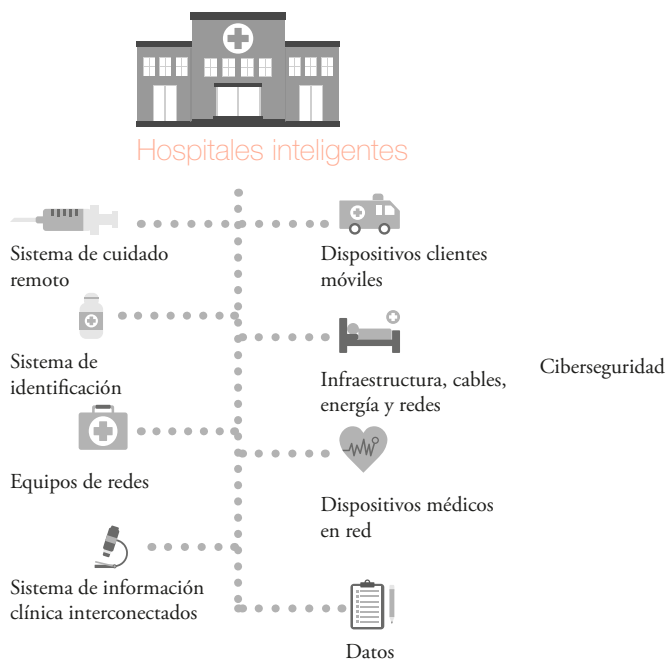 Hospitales inteligentes
Sistema de cuidado
remoto
Dispositivos clientes
móviles
Sistema de
identificación
Infraestructura, cables,
energía y redes
Ciberseguridad
Equipos de redes
Dispositivos médicos
en red
Sistema de información
clínica interconectados
Datos